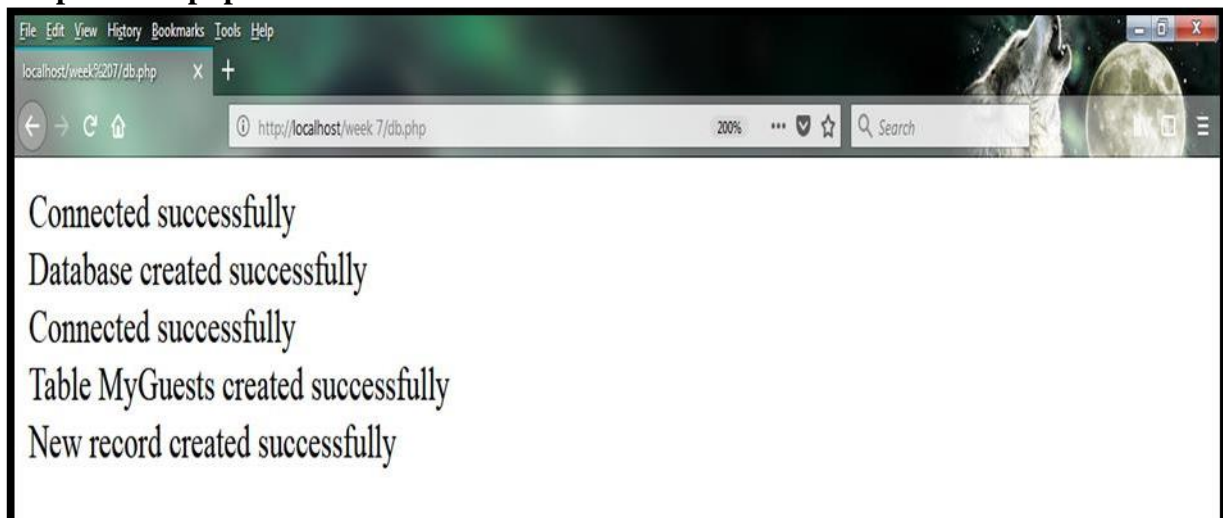 File Edit View History Bookmarks Tools Help
localhost/week%207/db.php
http://localhost/week 7/db.php 200% Search
Connected successfully
Database created successfully
Connected successfully
Table MyGuests created successfully
New record created successfully